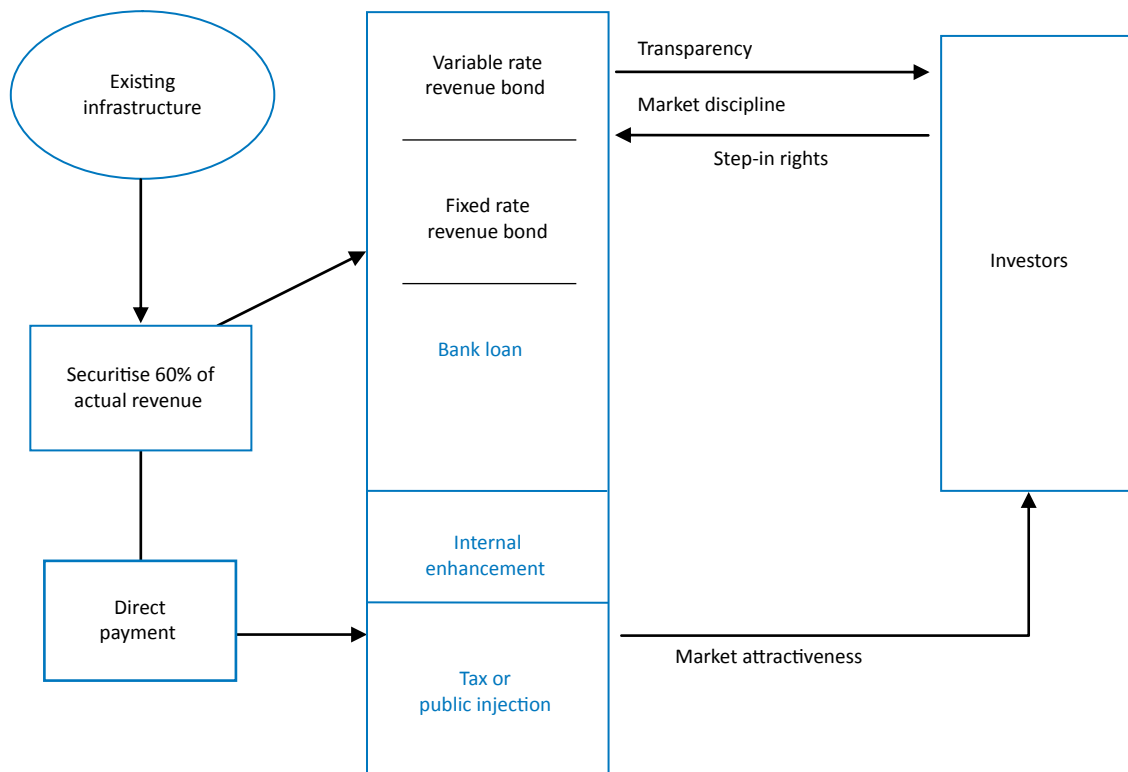 Existing
infrastructure
Securitise 60% of
actual revenue
Direct
payment
Variable rate
revenue bond
Fixed rate
revenue bond
Bank loan
Internal
enhancement
Tax or
public injection
Transparency
Market discipline
Step-in rights
Market attractiveness
Investors